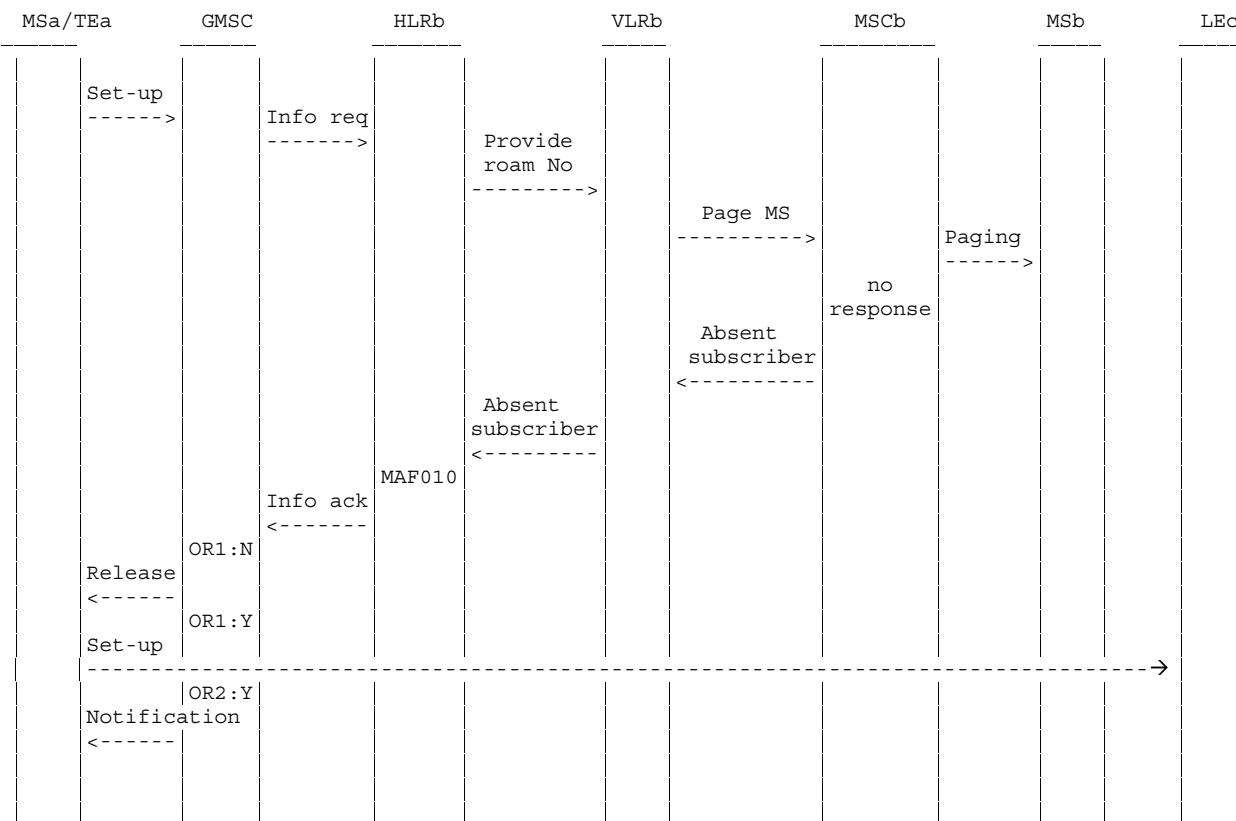 MSa/TEa GMSC HLRb VLRb MSCb MSb LEc
Set-up
------> Info req
-------> Provide
roam No
--------->
Page MS
----------> Paging
------>
no
response
Absent
subscriber
<----------
Absent
subscriber
<---------
MAF010
Info ack
<-------
OR1:N
Release
<------
OR1:Y
Set-up
OR2:Y
Notification
<------